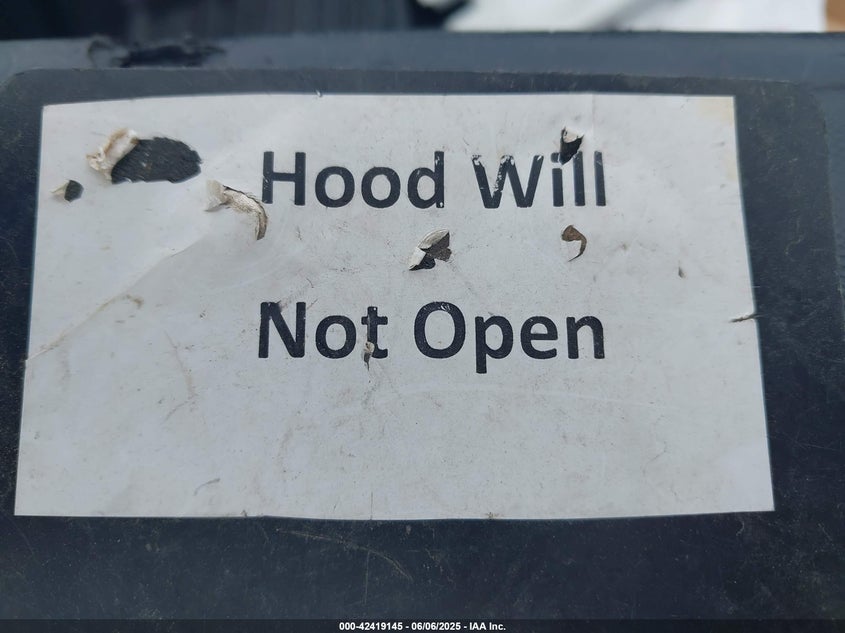 Hood Will
Not Open
000-42419145 - 06/06/2025 - IAA Inc.